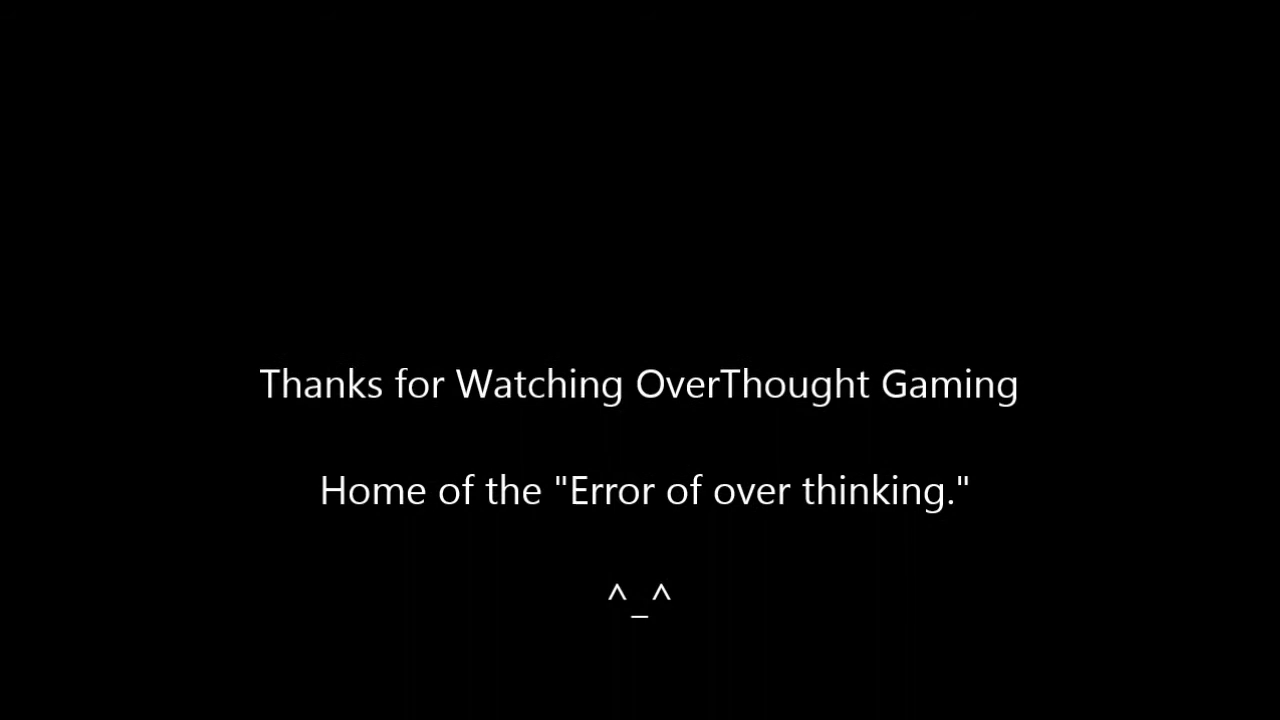 Thanks for Watching OverThought Gaming
Home of the "Error of over thinking."
^_^